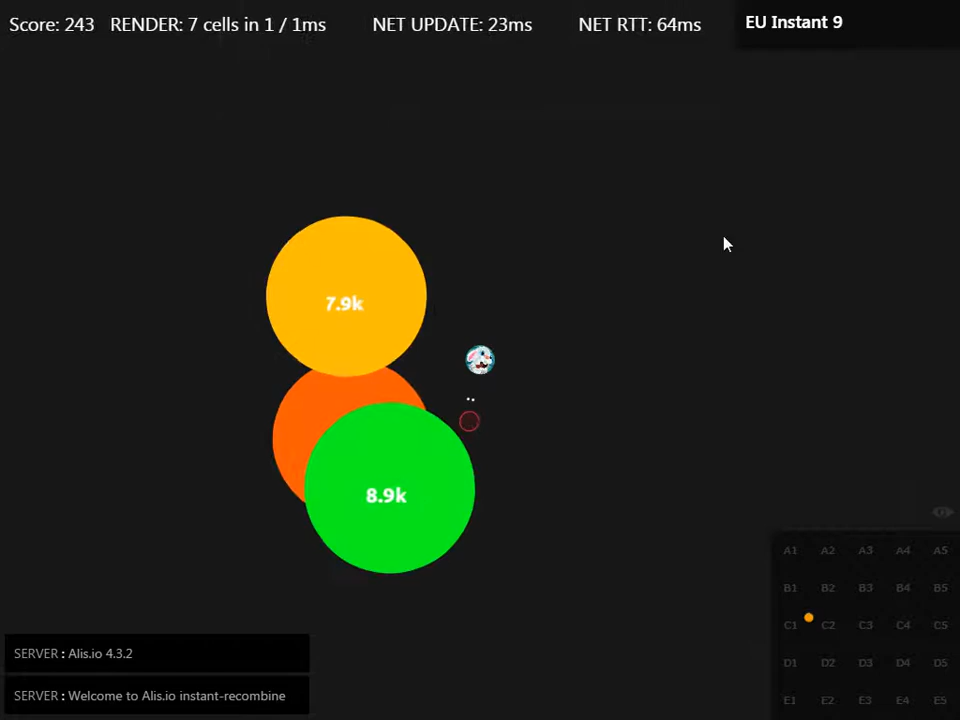 Score: 243 RENDER: 7 cells in 1 / 1ms NET UPDATE: 23ms NET RTT: 64ms EU Instant 9
7.9k
8.9k
A1 A2 A3 A4 A5
B1 B2 B3 B4 B5
C1 C2 C3 C4 C5
D1 D2 D3 D4 D5
E1 E2 E3 E4 E5
SERVER : Alis.io 4.3.2
SERVER : Welcome to Alis.io instant-recombine